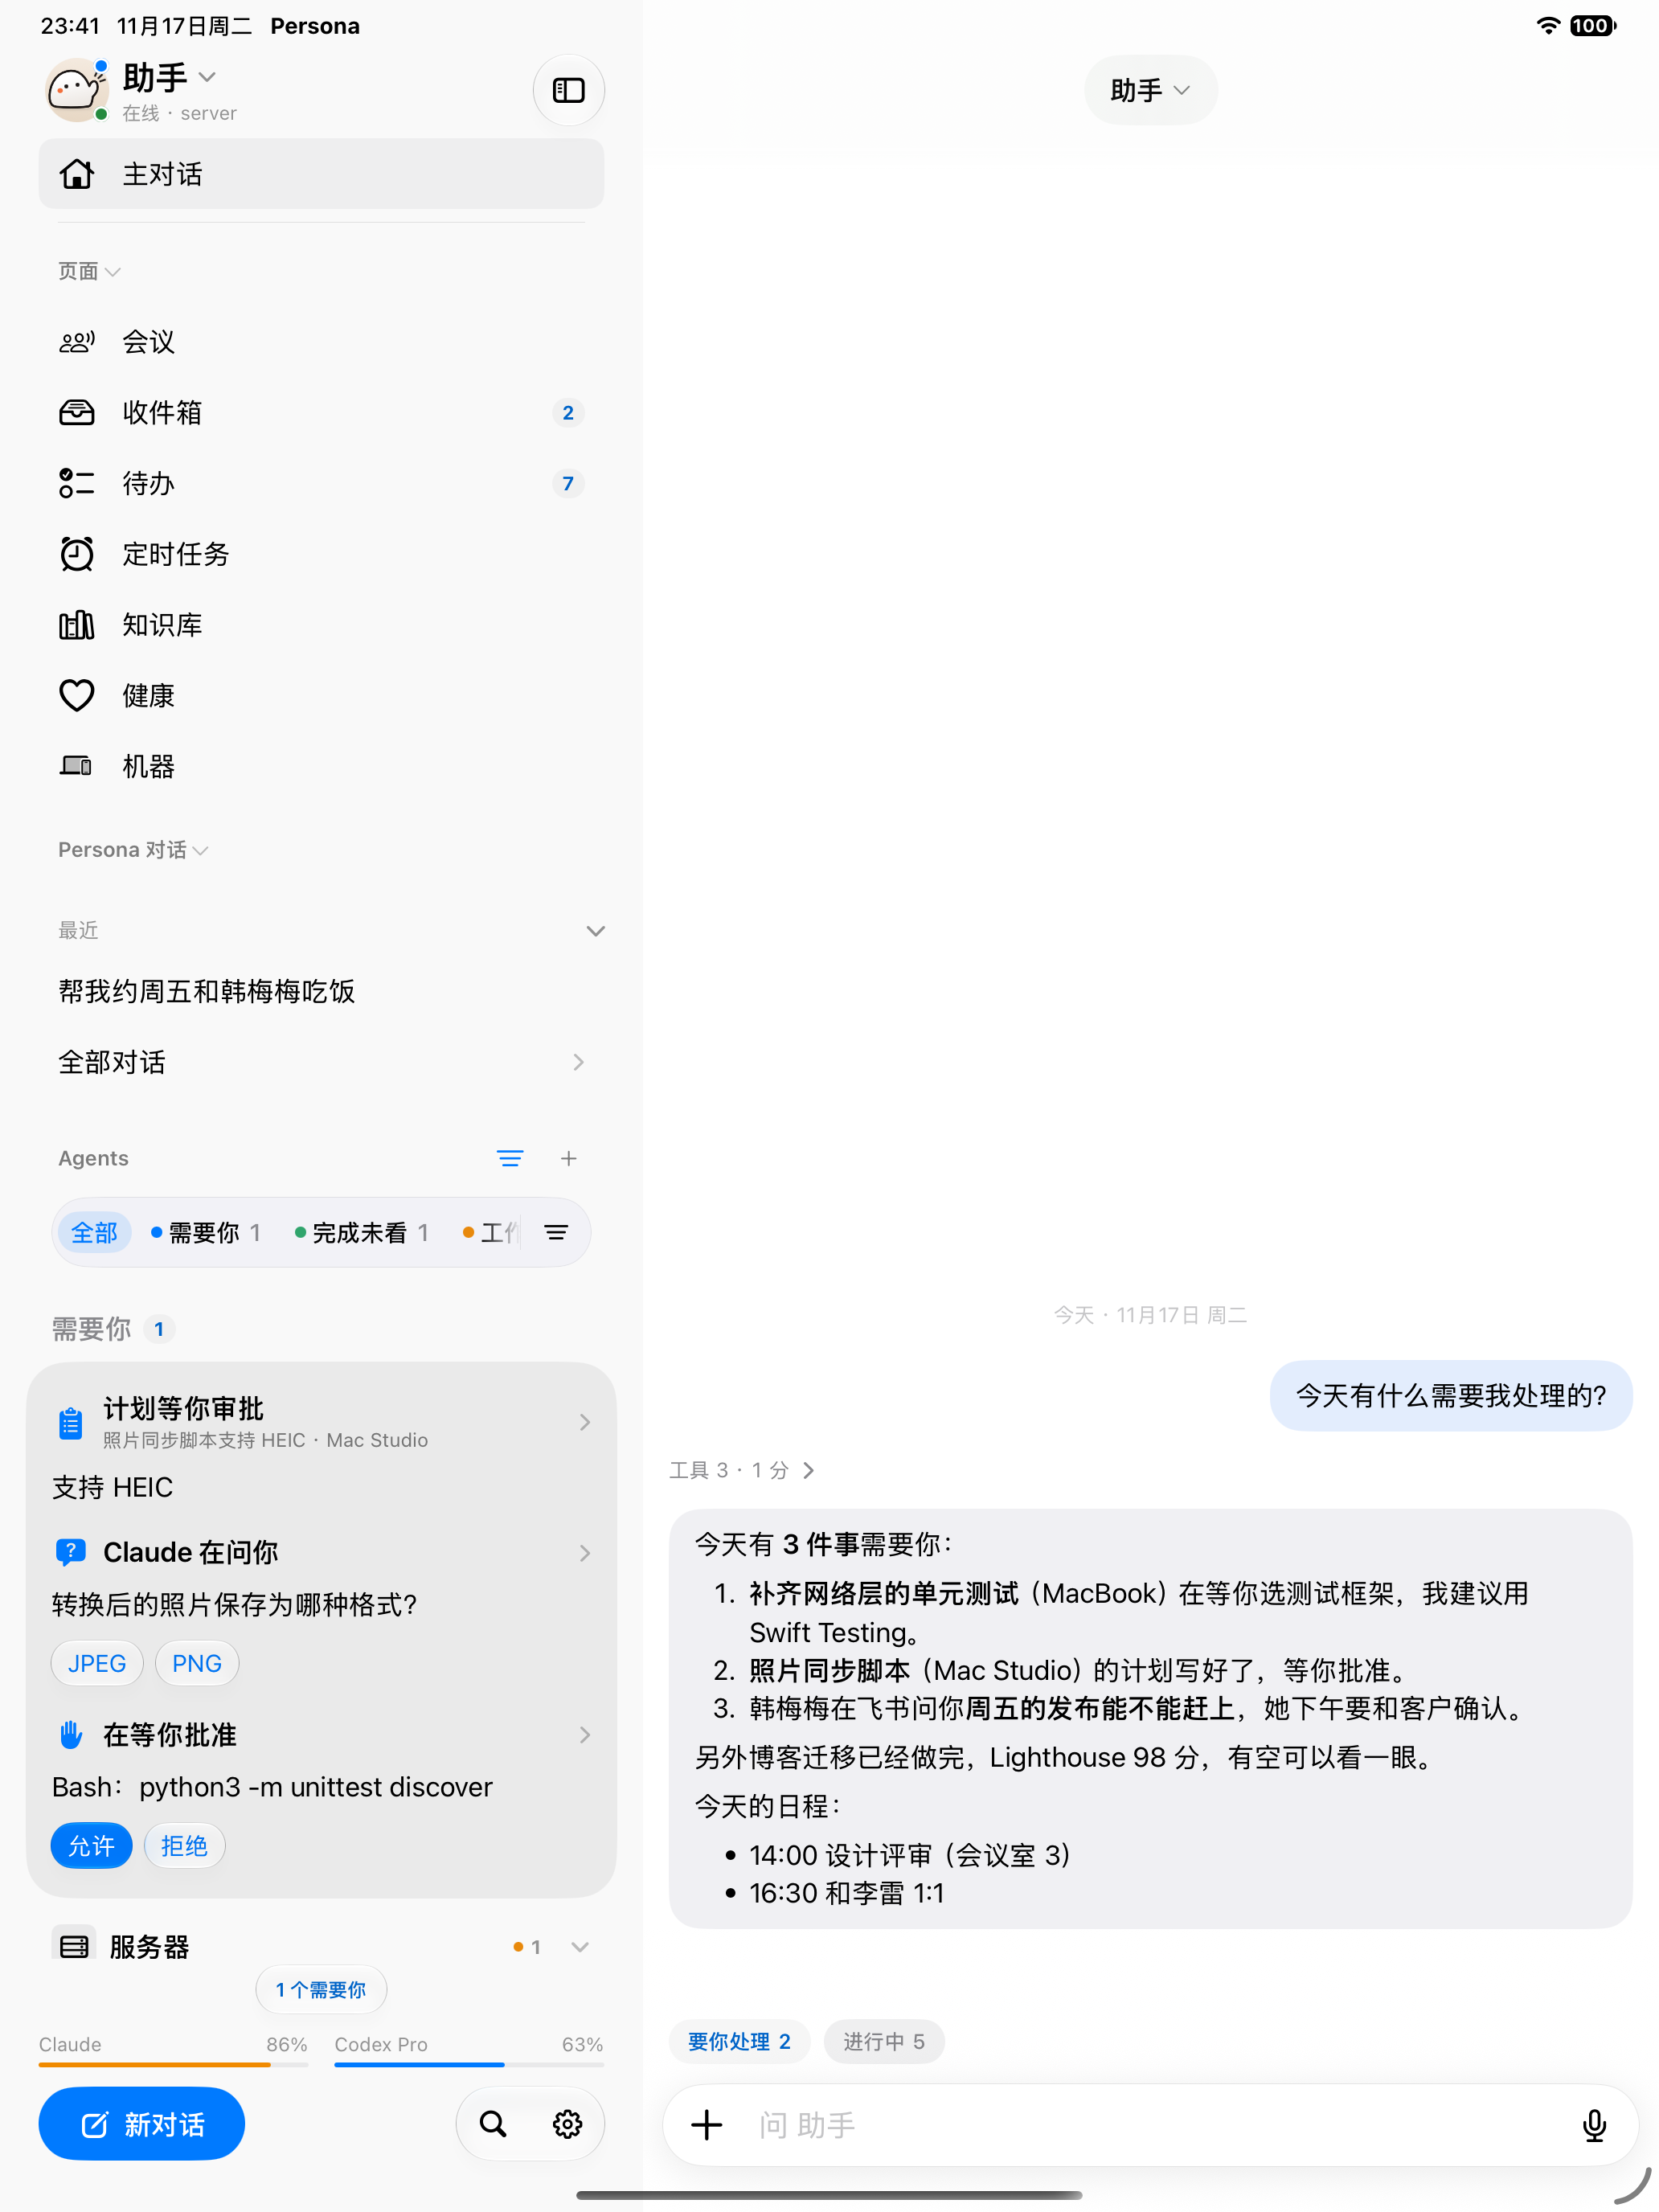 23:41 11月17日周二 Persona
100
助手
在线 · server
主对话
页面
会议
收件箱 2
待办 7
定时任务
知识库
健康
机器
Persona 对话
最近
帮我约周五和韩梅梅吃饭
全部对话
Agents
全部 需要你 1 完成未看 1
需要你 1
计划等你审批
照片同步脚本支持 HEIC · Mac Studio
支持 HEIC
Claude 在问你
转换后的照片保存为哪种格式？
JPEG PNG
在等你批准
Bash：python3 -m unittest discover
允许 拒绝
服务器 1
1 个需要你
Claude 86% Codex Pro 63%
新对话
助手
今天 · 11月17日 周二
今天有什么需要我处理的？
工具 3 · 1 分
今天有 3 件事需要你：
1. 补齐网络层的单元测试（MacBook）在等你选测试框架，我建议用
Swift Testing。
2. 照片同步脚本（Mac Studio）的计划写好了，等你批准。
3. 韩梅梅在飞书问你周五的发布能不能赶上，她下午要和客户确认。
另外博客迁移已经做完，Lighthouse 98 分，有空可以看一眼。
今天的日程：
• 14:00 设计评审（会议室 3）
• 16:30 和李雷 1:1
要你处理 2 进行中 5
问 助手